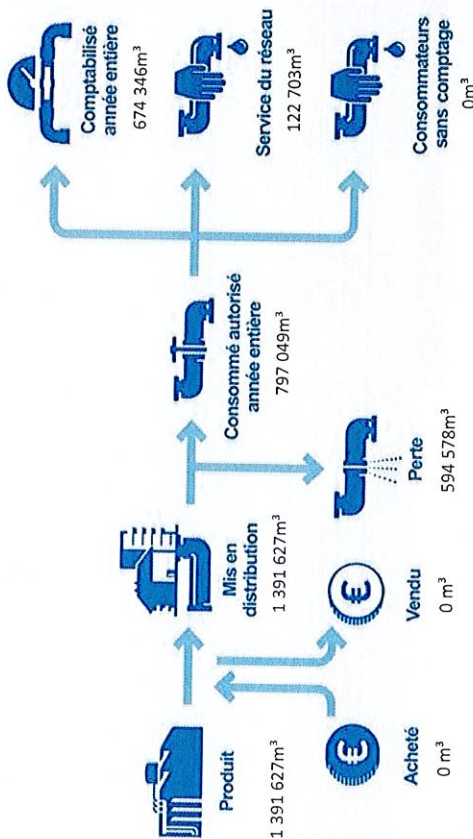 Produit
1 391 627m³
Acheté
0 m³
Vendu
0 m³
Mis en
distribution
1 391 627m³
Perte
594 578m³
Consommé autorisé
année entière
797 049m³
Comptabilisé
année entière
674 346m³
Service du réseau
122 703m³
Consommateurs
sans comptage
0m³